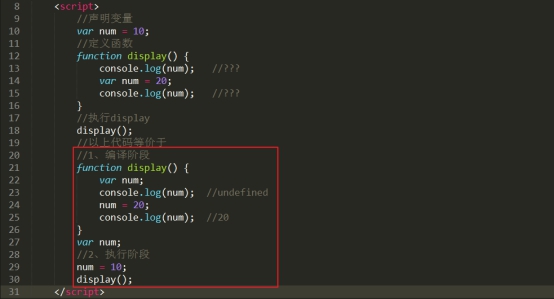 8 <script>
9 //声明变量
10 var num = 10;
11 //定义函数
12 function display() {
13 console.log(num); //???
14 var num = 20;
15 console.log(num); //???
16 }
17 //执行display
18 display();
19 //以上代码等价于
20 //1、编译阶段
21 function display() {
22 var num;
23 console.log(num); //undefined
24 num = 20;
25 console.log(num); //20
26 }
27 var num;
28 //2、执行阶段
29 num = 10;
30 display();
31 </script>